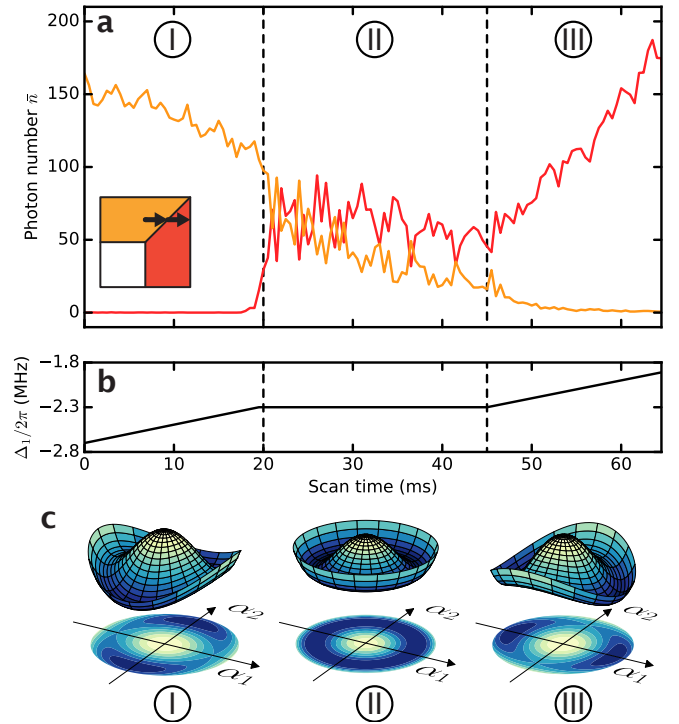 a
I II III
200
150
100
50
0
Photon number n̄
b
−1.8
−2.3
−2.8
Δ₁/2π (MHz)
0 10 20 30 40 50 60
Scan time (ms)
c
α₂ α₂ α₂
α₁ α₁ α₁
I II III